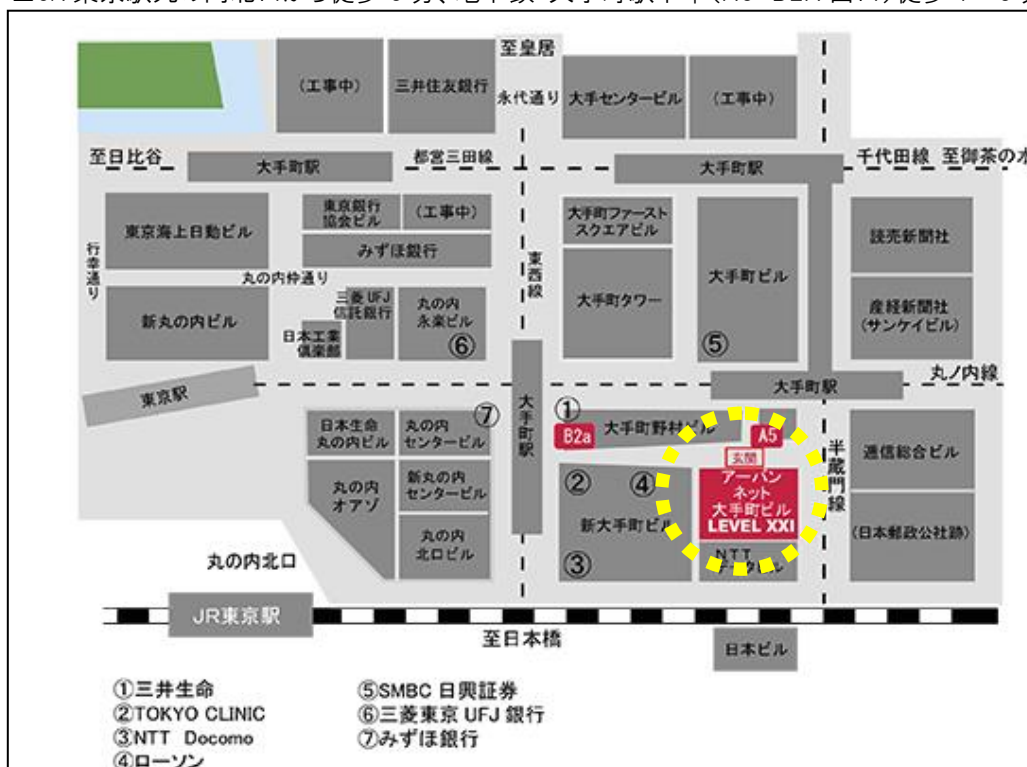 至皇居
(工事中)
三井住友銀行
永代通り
大手センタービル
(工事中)
至日比谷
大手町駅
都営三田線
大手町駅
千代田線 至御茶の水
東京海上日動ビル
東京銀行
協会ビル
(工事中)
みずほ銀行
行幸通り
丸の内仲通り
東西線
大手町ファースト
スクエアビル
大手町ビル
読売新聞社
新丸の内ビル
三菱UFJ
信託銀行
日本工業
倶楽部
丸の内
永楽ビル
⑥
大手町タワー
⑤
産経新聞社
(サンケイビル)
丸ノ内線
東京駅
大手町駅
大手町駅
日本生命
丸の内ビル
丸の内
センタービル
⑦
①
B2a
大手町野村ビル
A5
玄関
半蔵門線
逓信総合ビル
丸の内
オアゾ
新丸の内
センタービル
②
④
新大手町ビル
アーバン
ネット
大手町ビル
LEVEL XXI
丸の内
北口ビル
③
NTT
(日本郵政公社跡)
丸の内北口
JR東京駅
至日本橋
日本ビル
①三井生命
②TOKYO CLINIC
③NTT Docomo
④ローソン
⑤SMBC 日興証券
⑥三菱東京 UFJ 銀行
⑦みずほ銀行